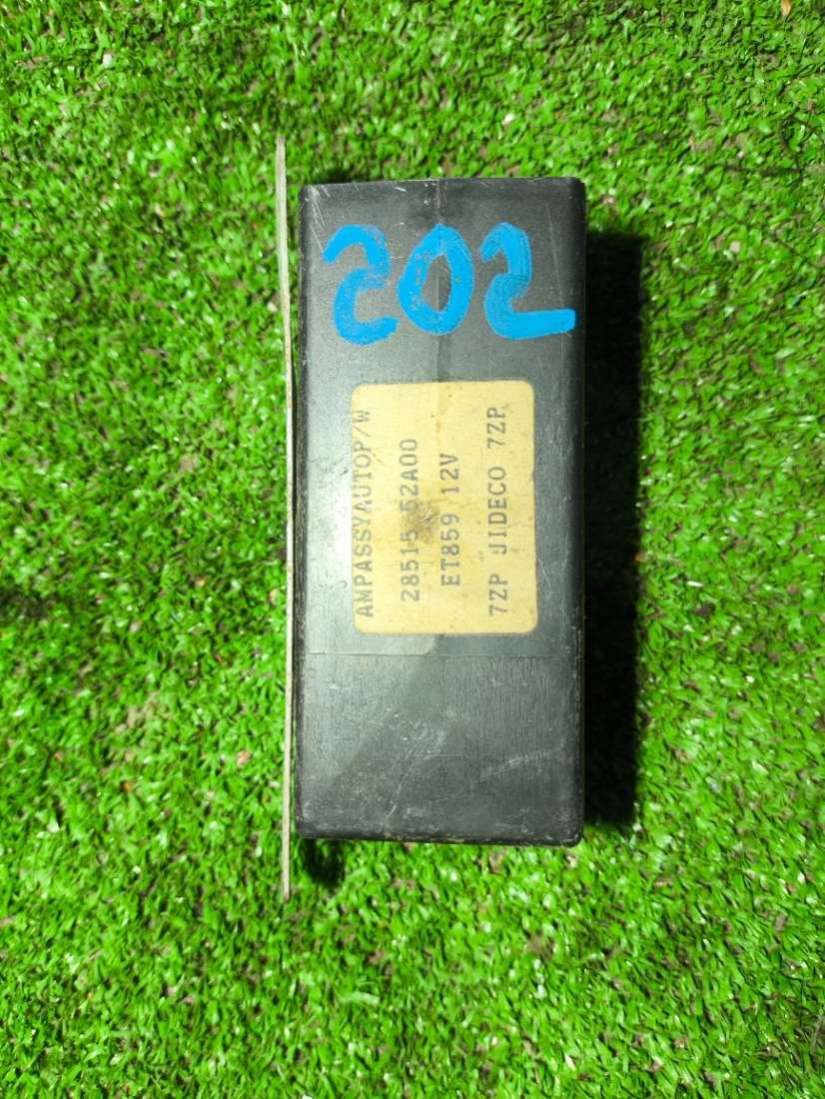 202
AMPASSYAUTOP/W
28515 52A00
ET859 12V
7ZP JIDECO 7ZP